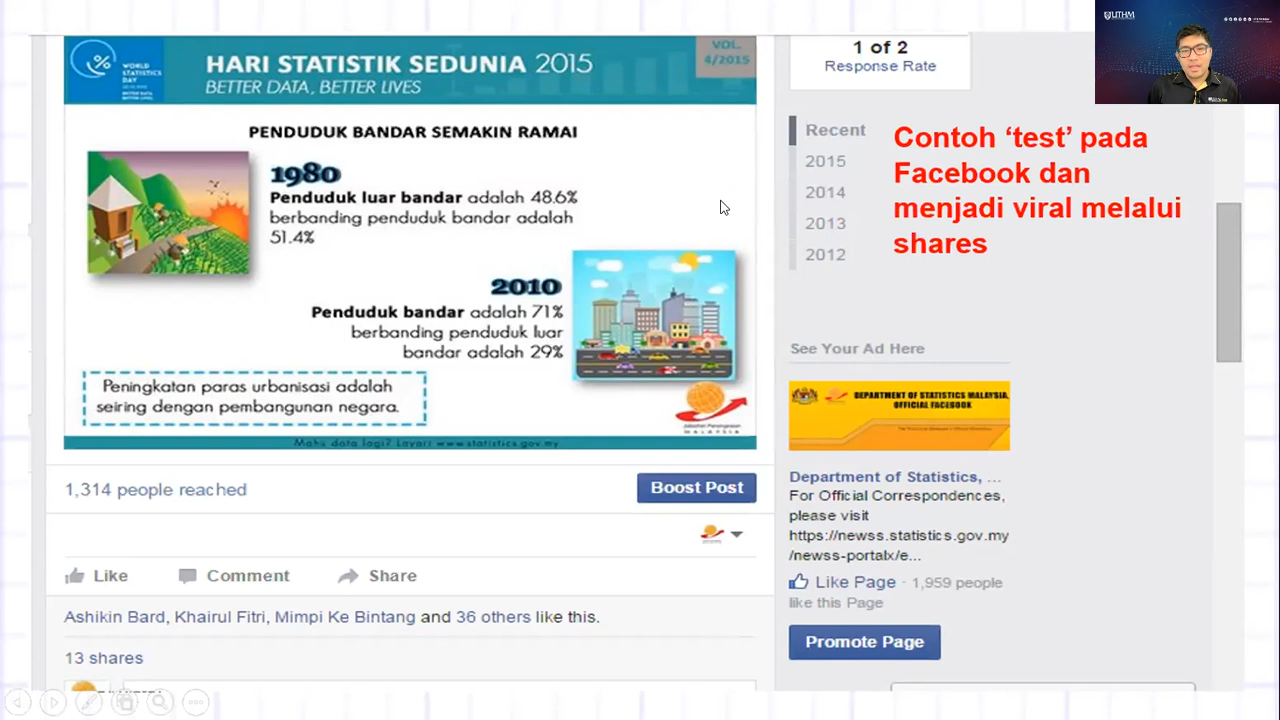 WORLD
STATISTICS
DAY
HARI STATISTIK SEDUNIA 2015
BETTER DATA, BETTER LIVES
VOL.
4/2015
PENDUDUK BANDAR SEMAKIN RAMAI
1980
Penduduk luar bandar adalah 48.6%
berbanding penduduk bandar adalah
51.4%
2010
Penduduk bandar adalah 71%
berbanding penduduk luar
bandar adalah 29%
Peningkatan paras urbanisasi adalah
seiring dengan pembangunan negara.
MALAYSIA
Mahu data lagi? Layari www.statistics.gov.my
1,314 people reached
Boost Post
Like Comment Share
Ashikin Bard, Khairul Fitri, Mimpi Ke Bintang and 36 others like this.
13 shares
1 of 2
Response Rate
Recent
2015
2014
2013
2012
See Your Ad Here
DEPARTMENT OF STATISTICS MALAYSIA,
OFFICIAL FACEBOOK
Department of Statistics, ...
For Official Correspondences,
please visit
https://newss.statistics.gov.my
/newss-portalx/e...
Like Page · 1,959 people
like this Page
Promote Page
UTHM
Contoh ‘test’ pada
Facebook dan
menjadi viral melalui
shares